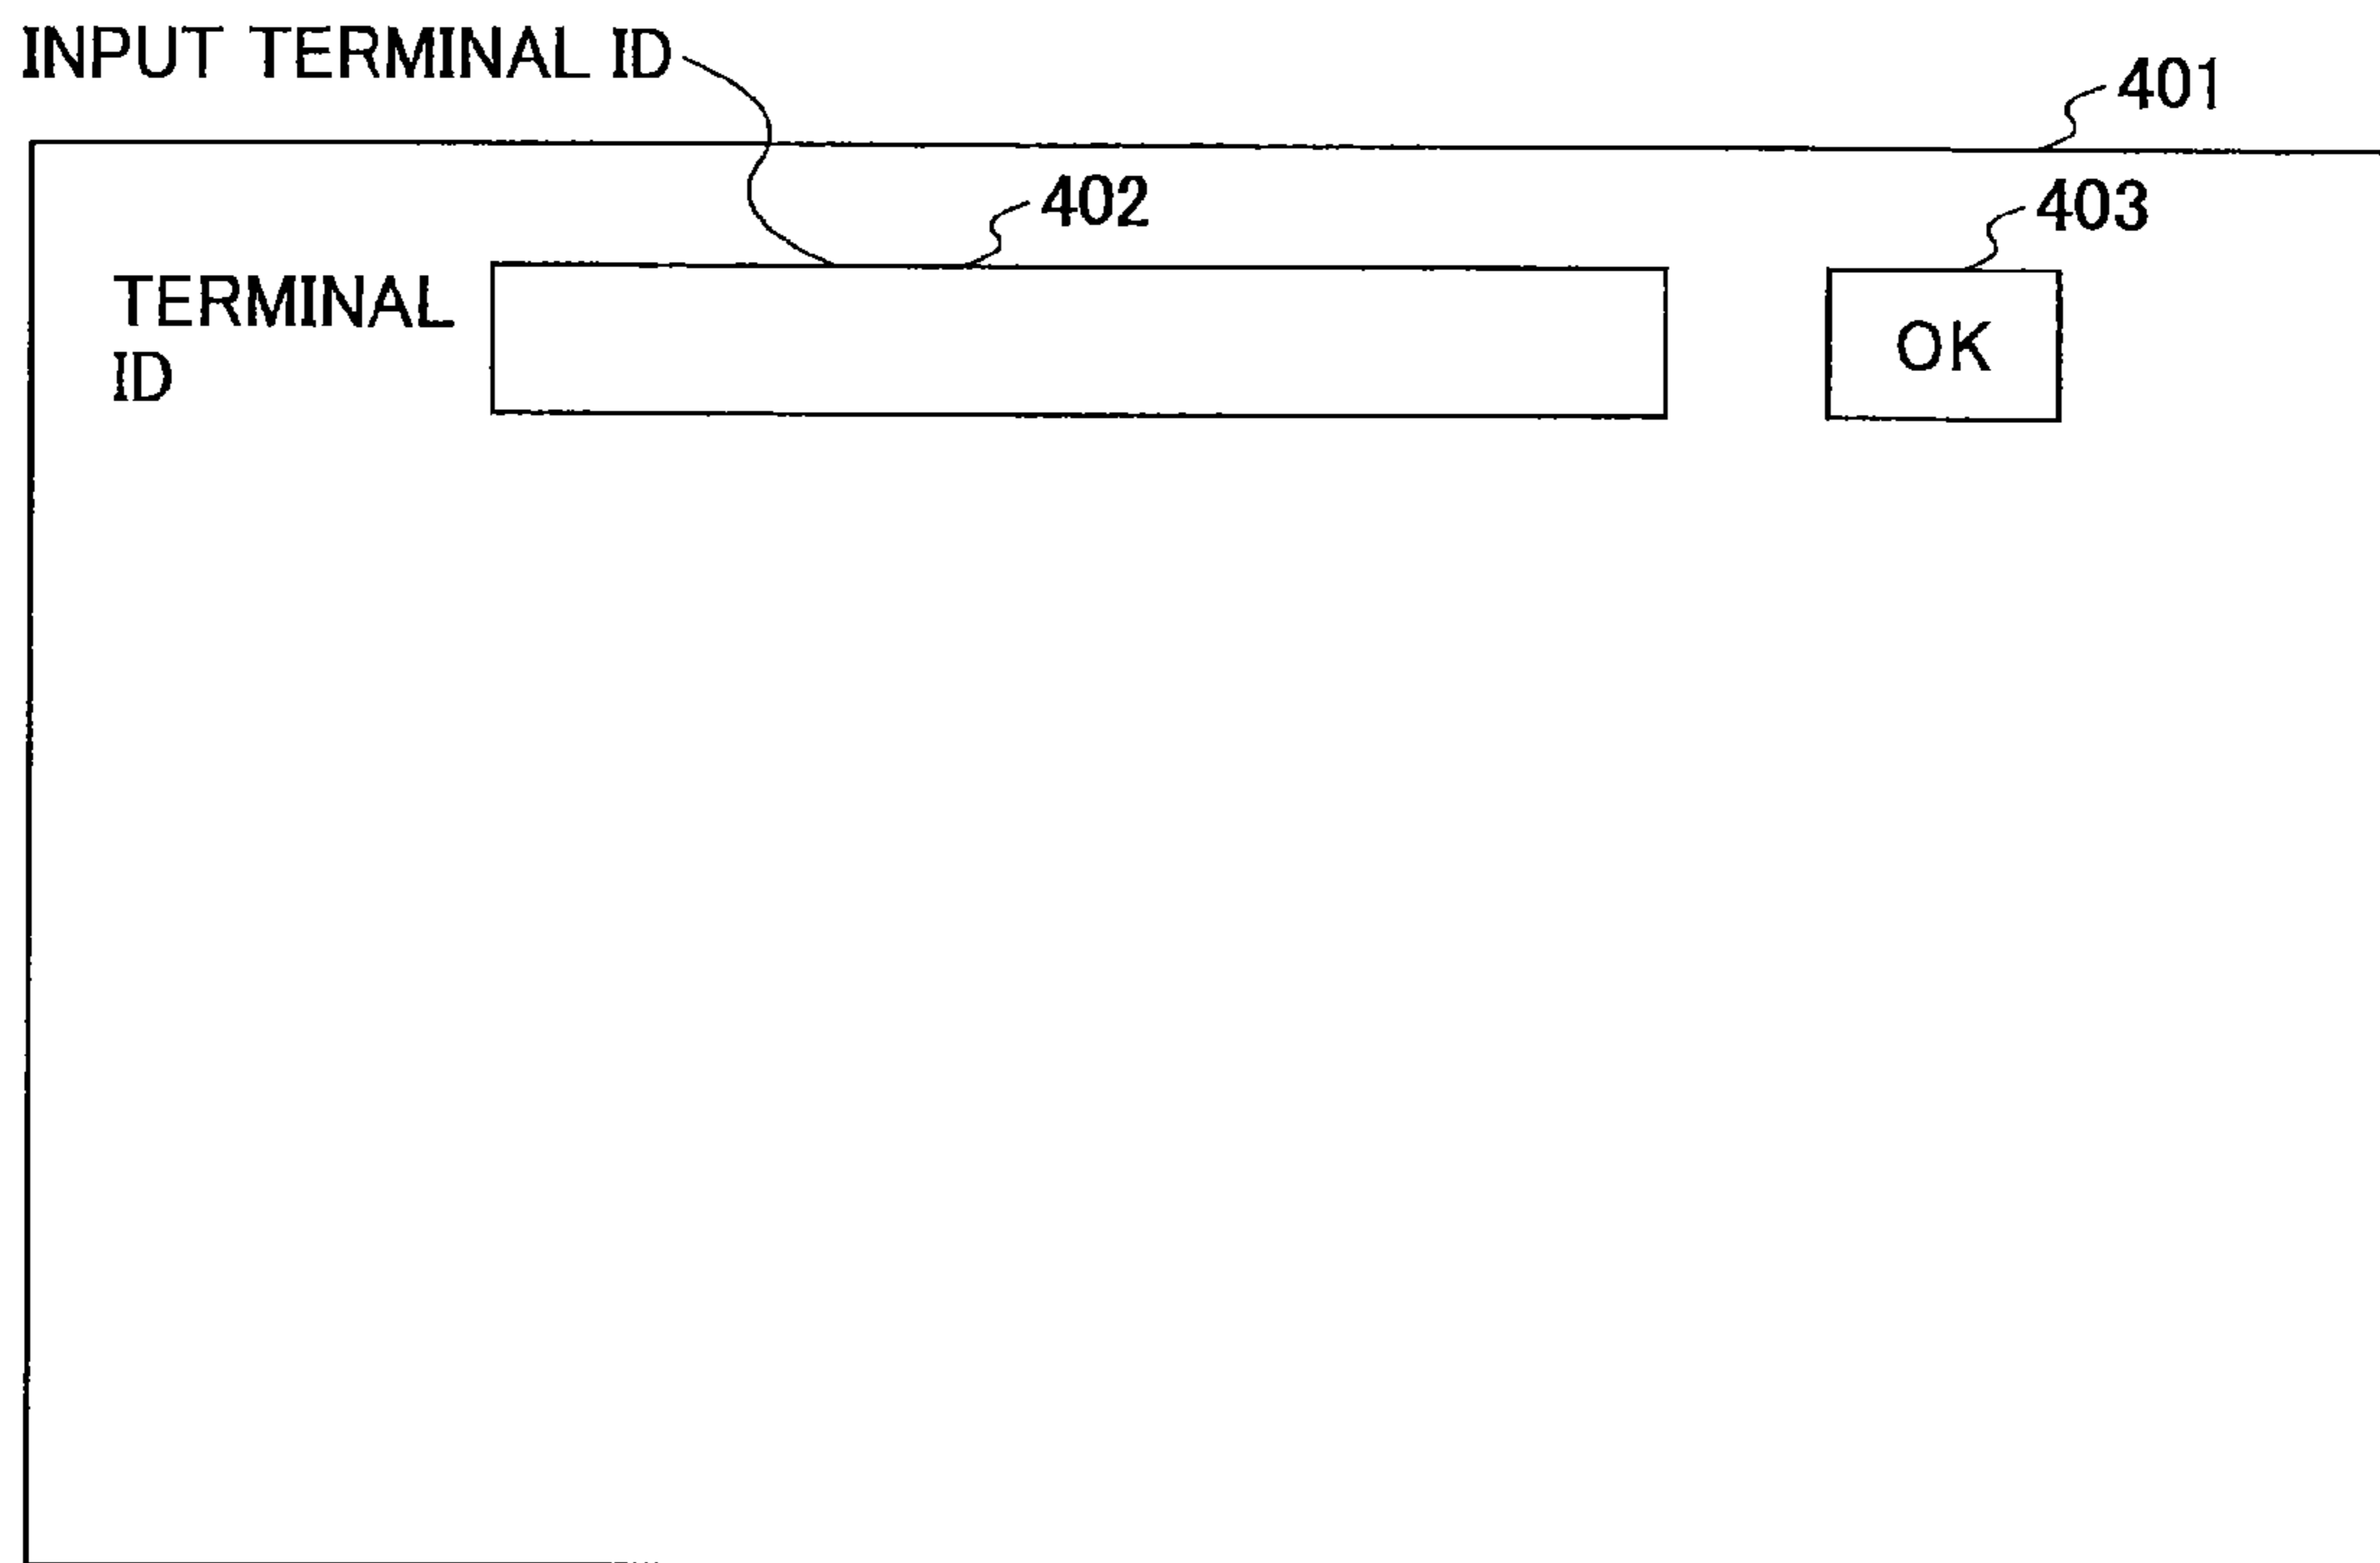 INPUT TERMINAL ID
401
402
403
TERMINAL
ID
OK